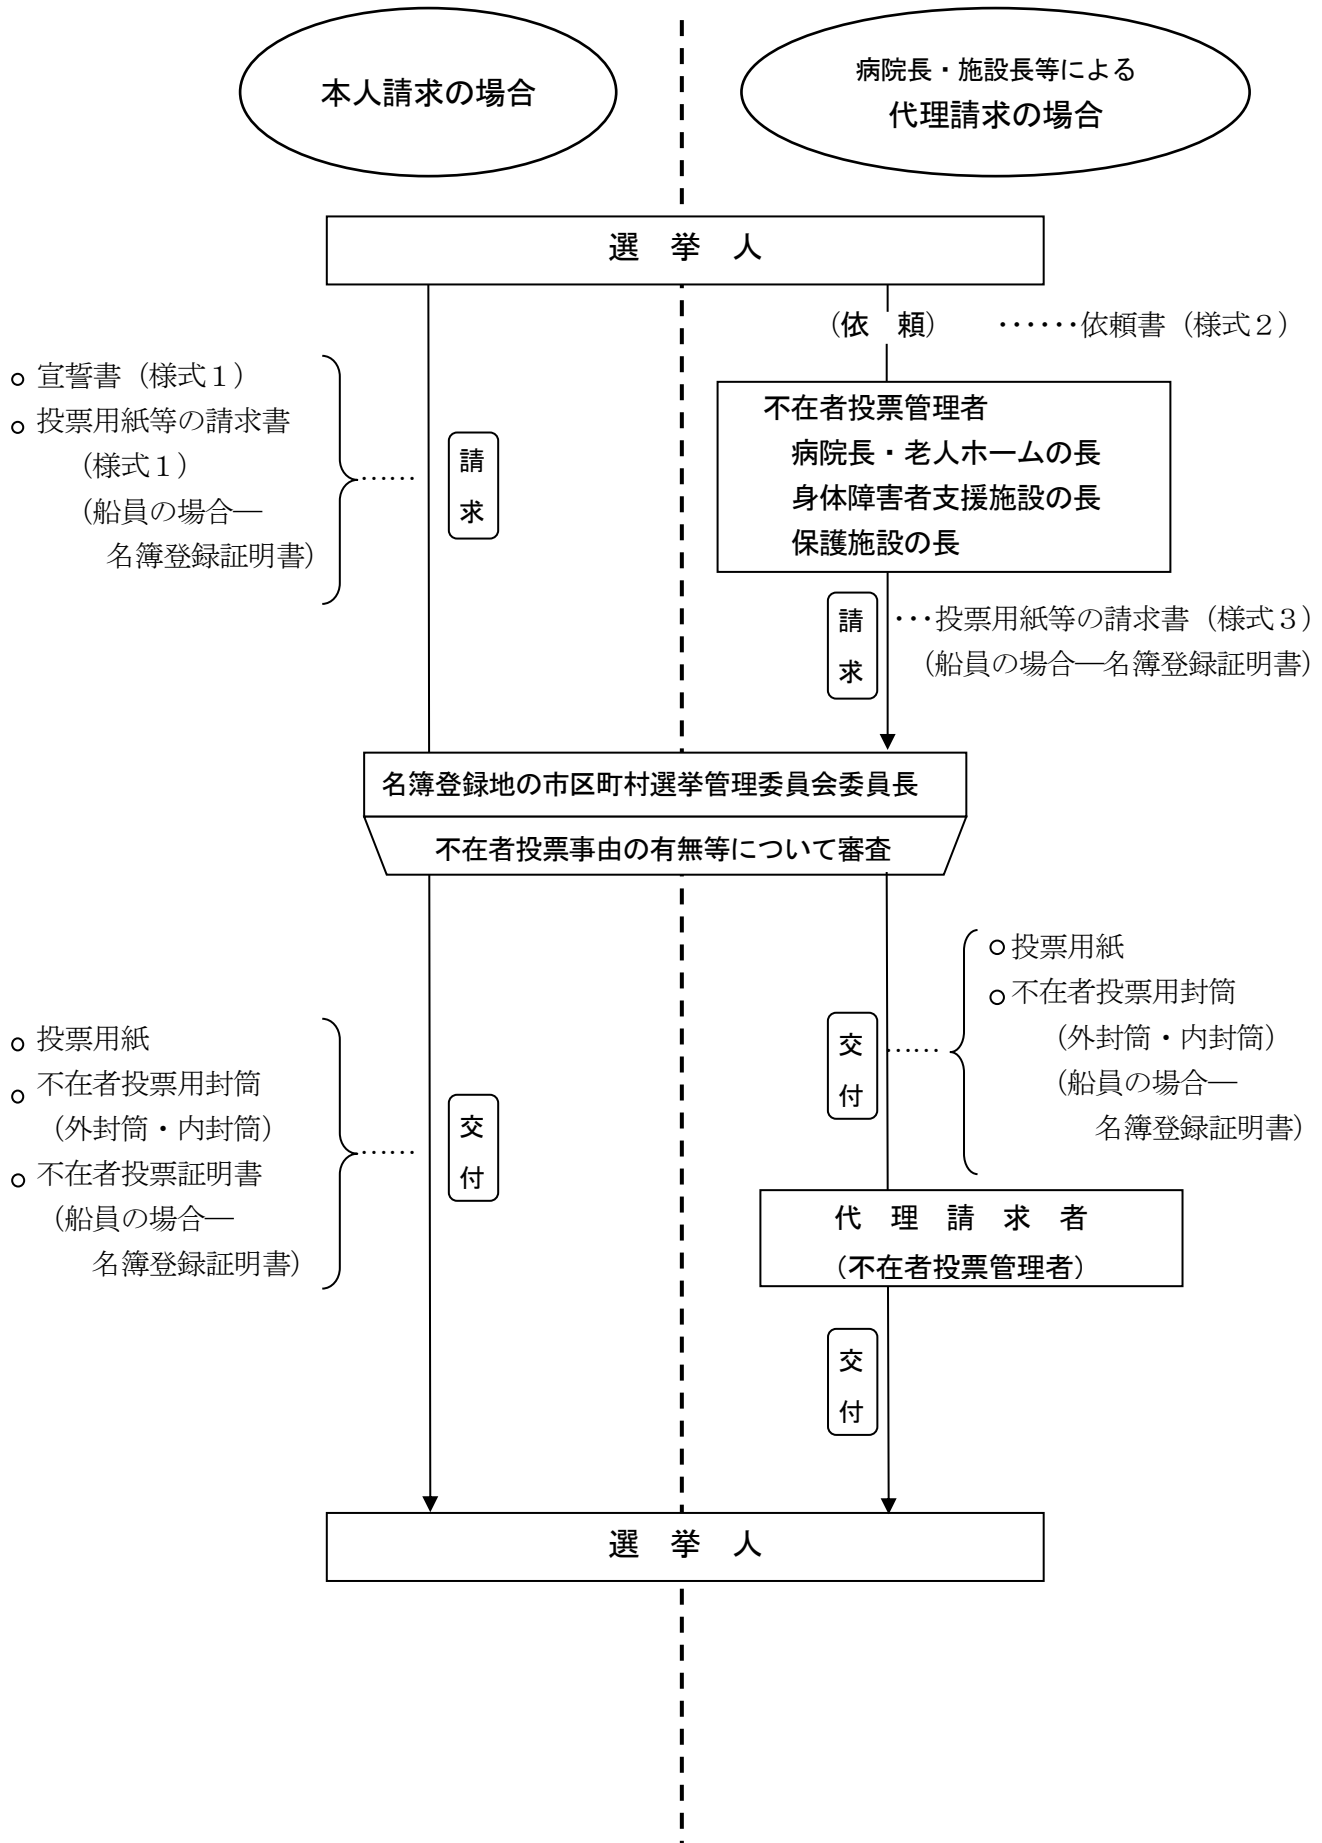 本人請求の場合
病院長・施設長等による
代理請求の場合
選　挙　人
（依　頼）　……依頼書（様式２）
○ 宣誓書（様式１）
○ 投票用紙等の請求書
（様式１）
（船員の場合―
名簿登録証明書）
……
請
求
不在者投票管理者
病院長・老人ホームの長
身体障害者支援施設の長
保護施設の長
請
求
…投票用紙等の請求書（様式３）
（船員の場合―名簿登録証明書）
名簿登録地の市区町村選挙管理委員会委員長
不在者投票事由の有無等について審査
○ 投票用紙
○ 不在者投票用封筒
（外封筒・内封筒）
○ 不在者投票証明書
（船員の場合―
名簿登録証明書）
……
交
付
交
付
……
○ 投票用紙
○ 不在者投票用封筒
（外封筒・内封筒）
（船員の場合―
名簿登録証明書）
代　理　請　求　者
（不在者投票管理者）
交
付
選　挙　人